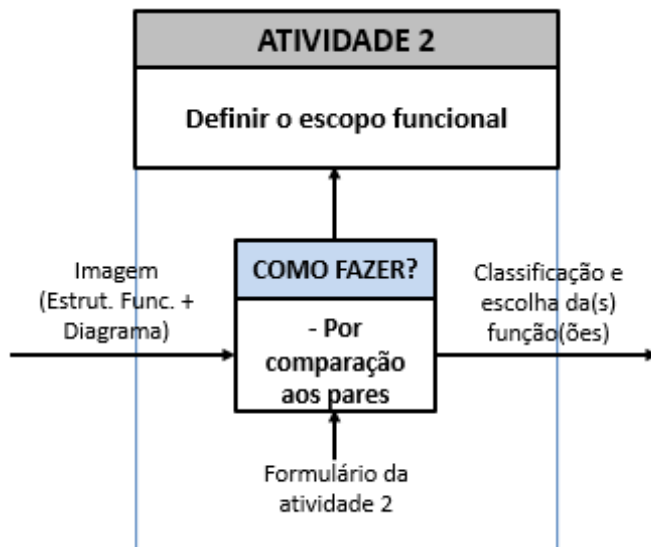 ATIVIDADE 2
Definir o escopo funcional
Imagem
(Estrut. Func. +
Diagrama)
COMO FAZER?
- Por
comparação
aos pares
Classificação e
escolha da(s)
função(ões)
Formulário da
atividade 2